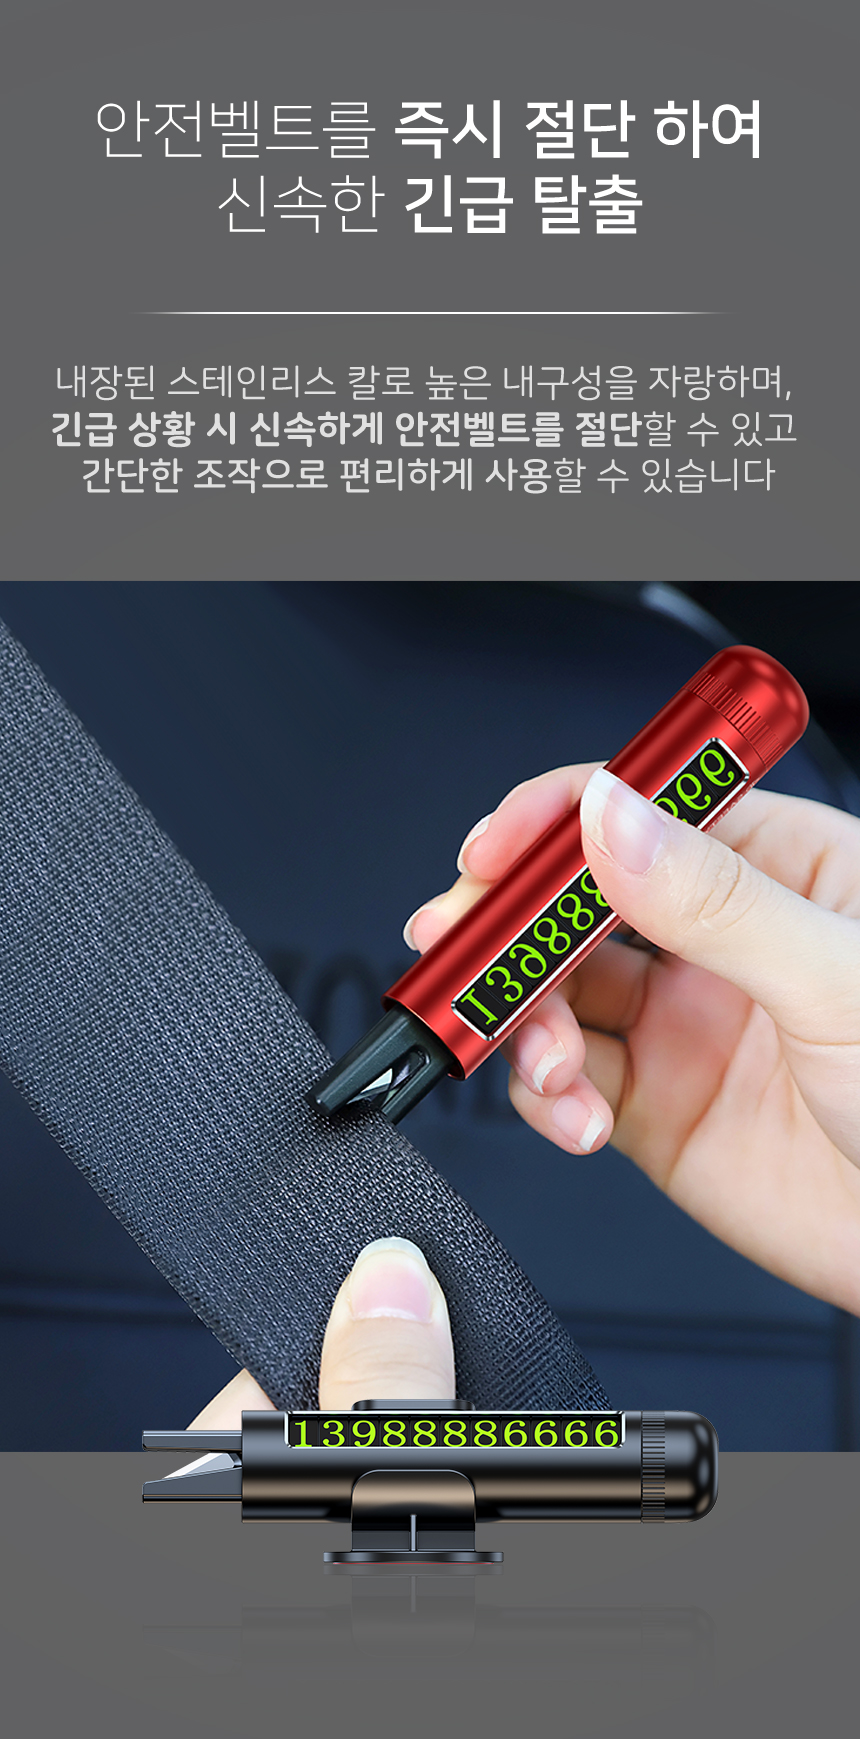 안전벨트를 즉시 절단 하여
신속한 긴급 탈출
내장된 스테인리스 칼로 높은 내구성을 자랑하며,
긴급 상황 시 신속하게 안전벨트를 절단할 수 있고
간단한 조작으로 편리하게 사용할 수 있습니다
13988886666